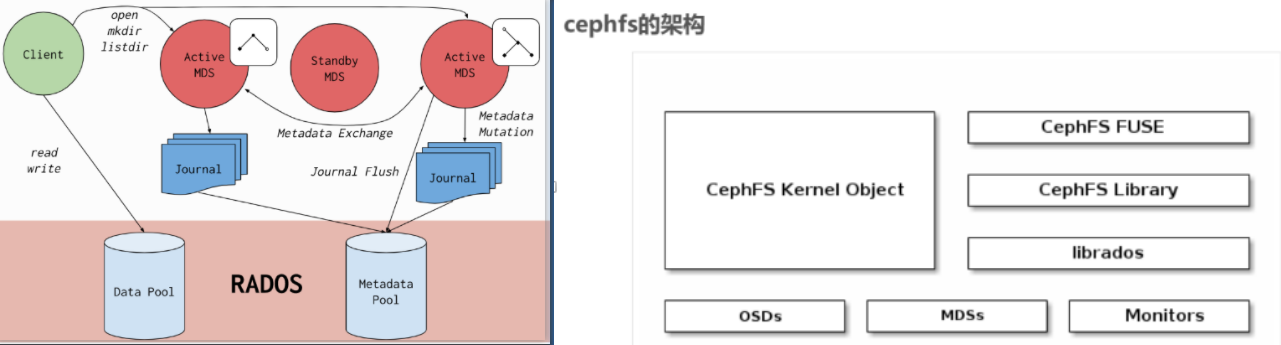 open
mkdir
listdir
Client
Active
MDS
Standby
MDS
Active
MDS
Metadata Exchange
Metadata
Mutation
read
write
Journal
Journal Flush
Journal
Data Pool
RADOS
Metadata
Pool
cephfs的架构
CephFS Kernel Object
CephFS FUSE
CephFS Library
librados
OSDs
MDSs
Monitors